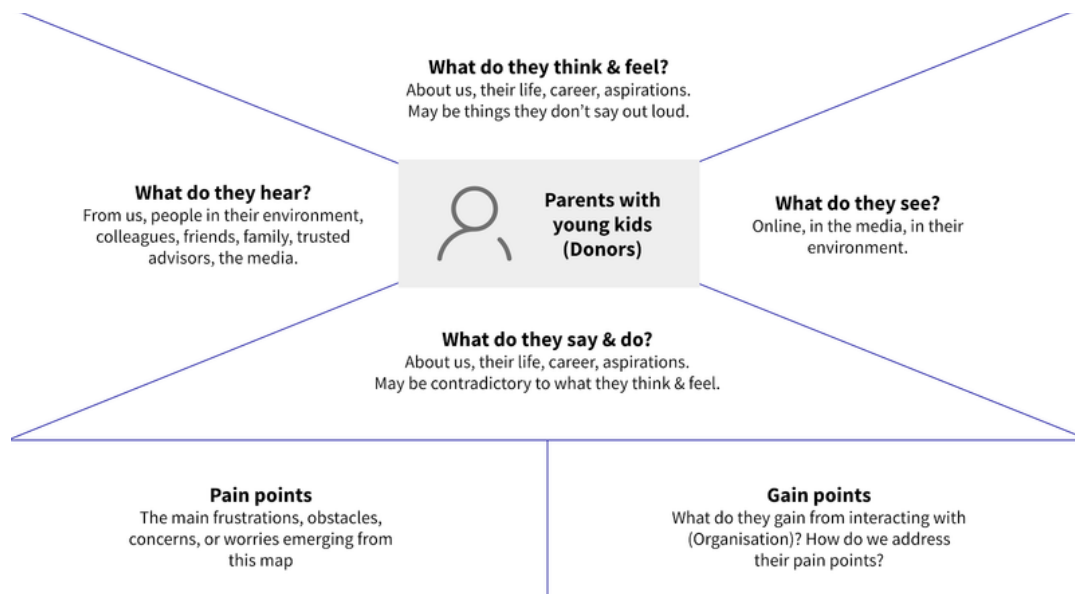 What do they think & feel?
About us, their life, career, aspirations.
May be things they don’t say out loud.
What do they hear?
From us, people in their environment,
colleagues, friends, family, trusted
advisors, the media.
Parents with
young kids
(Donors)
What do they see?
Online, in the media, in their
environment.
What do they say & do?
About us, their life, career, aspirations.
May be contradictory to what they think & feel.
Pain points
The main frustrations, obstacles,
concerns, or worries emerging from
this map
Gain points
What do they gain from interacting with
(Organisation)? How do we address
their pain points?